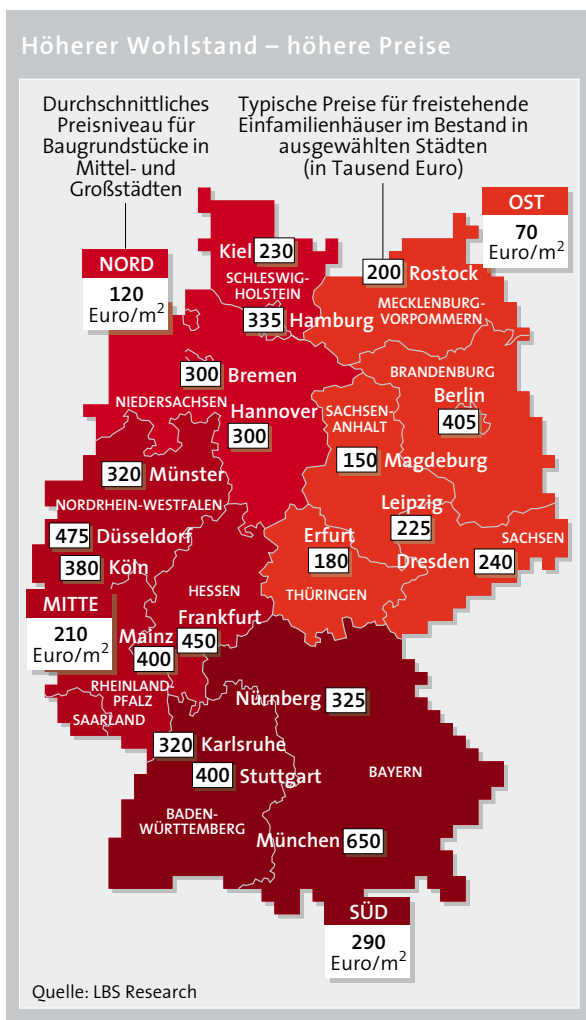 Höherer Wohlstand – höhere Preise
Durchschnittliches
Preisniveau für
Baugrundstücke in
Mittel- und
Großstädten
Typische Preise für freistehende
Einfamilienhäuser im Bestand in
ausgewählten Städten
(in Tausend Euro)
OST
70
Euro/m²
NORD
120
Euro/m²
Kiel 230
SCHLESWIG-
HOLSTEIN
200 Rostock
MECKLENBURG-
VORPOMMERN
335 Hamburg
300 Bremen
NIEDERSACHSEN
Hannover
300
BRANDENBURG
Berlin
405
SACHSEN-
ANHALT
150 Magdeburg
320 Münster
NORDRHEIN-WESTFALEN
475 Düsseldorf
380 Köln
Leipzig
225
SACHSEN
Dresden 240
Erfurt
180
THÜRINGEN
HESSEN
Frankfurt
450
MITTE
210
Euro/m²
Mainz
400
RHEINLAND-
PFALZ
SAARLAND
Nürnberg 325
320 Karlsruhe
400 Stuttgart
BAYERN
BADEN-
WÜRTTEMBERG
München 650
SÜD
290
Euro/m²
Quelle: LBS Research